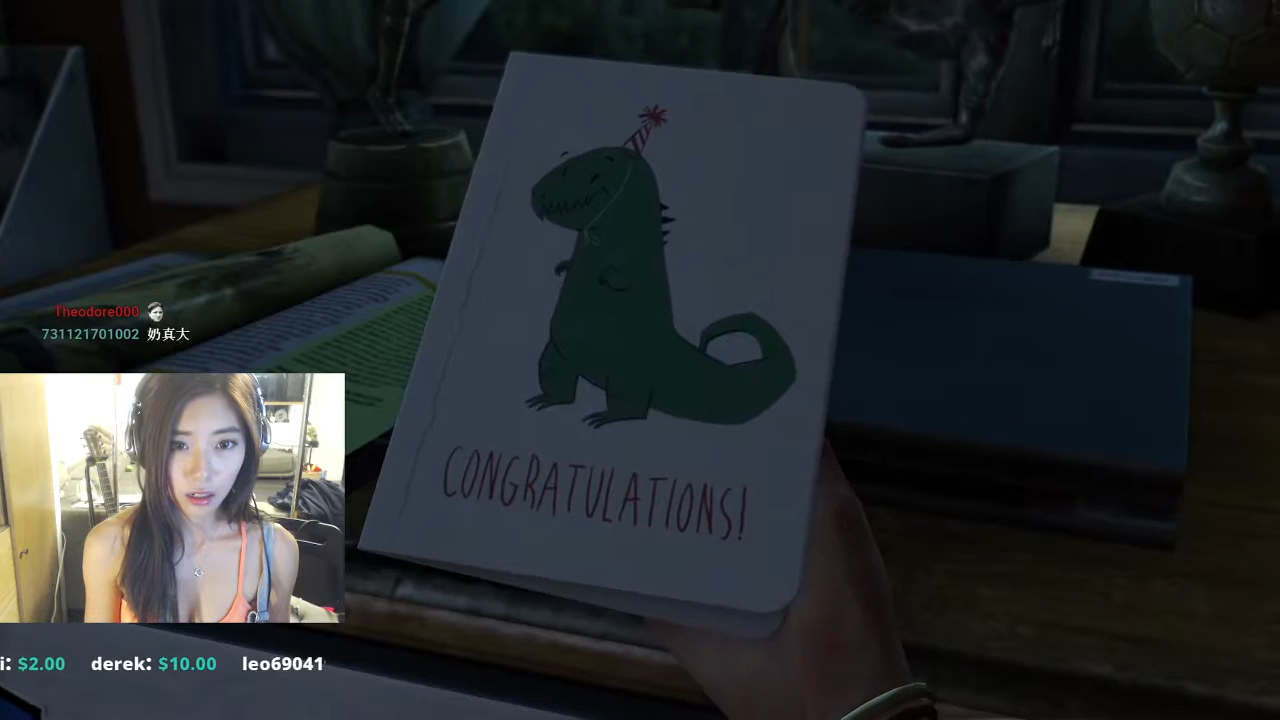 Theodore000
731121701002 奶真大
CONGRATULATIONS!
i: $2.00 derek: $10.00 leo69041